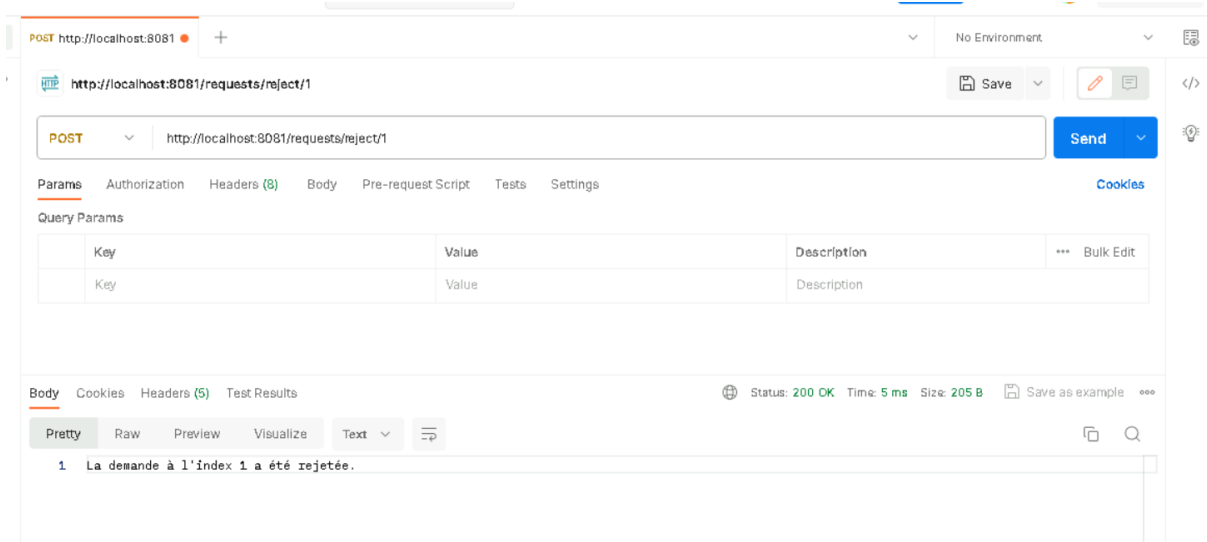 POST http://localhost:8081
No Environment
HTTP http://localhost:8081/requests/reject/1
Save
POST http://localhost:8081/requests/reject/1
Send
Params Authorization Headers (8) Body Pre-request Script Tests Settings Cookies
Query Params
Key Value Description ••• Bulk Edit
Key Value Description
Body Cookies Headers (5) Test Results Status: 200 OK Time: 5 ms Size: 205 B Save as example
Pretty Raw Preview Visualize Text
1 La demande à l'index 1 a été rejetée.